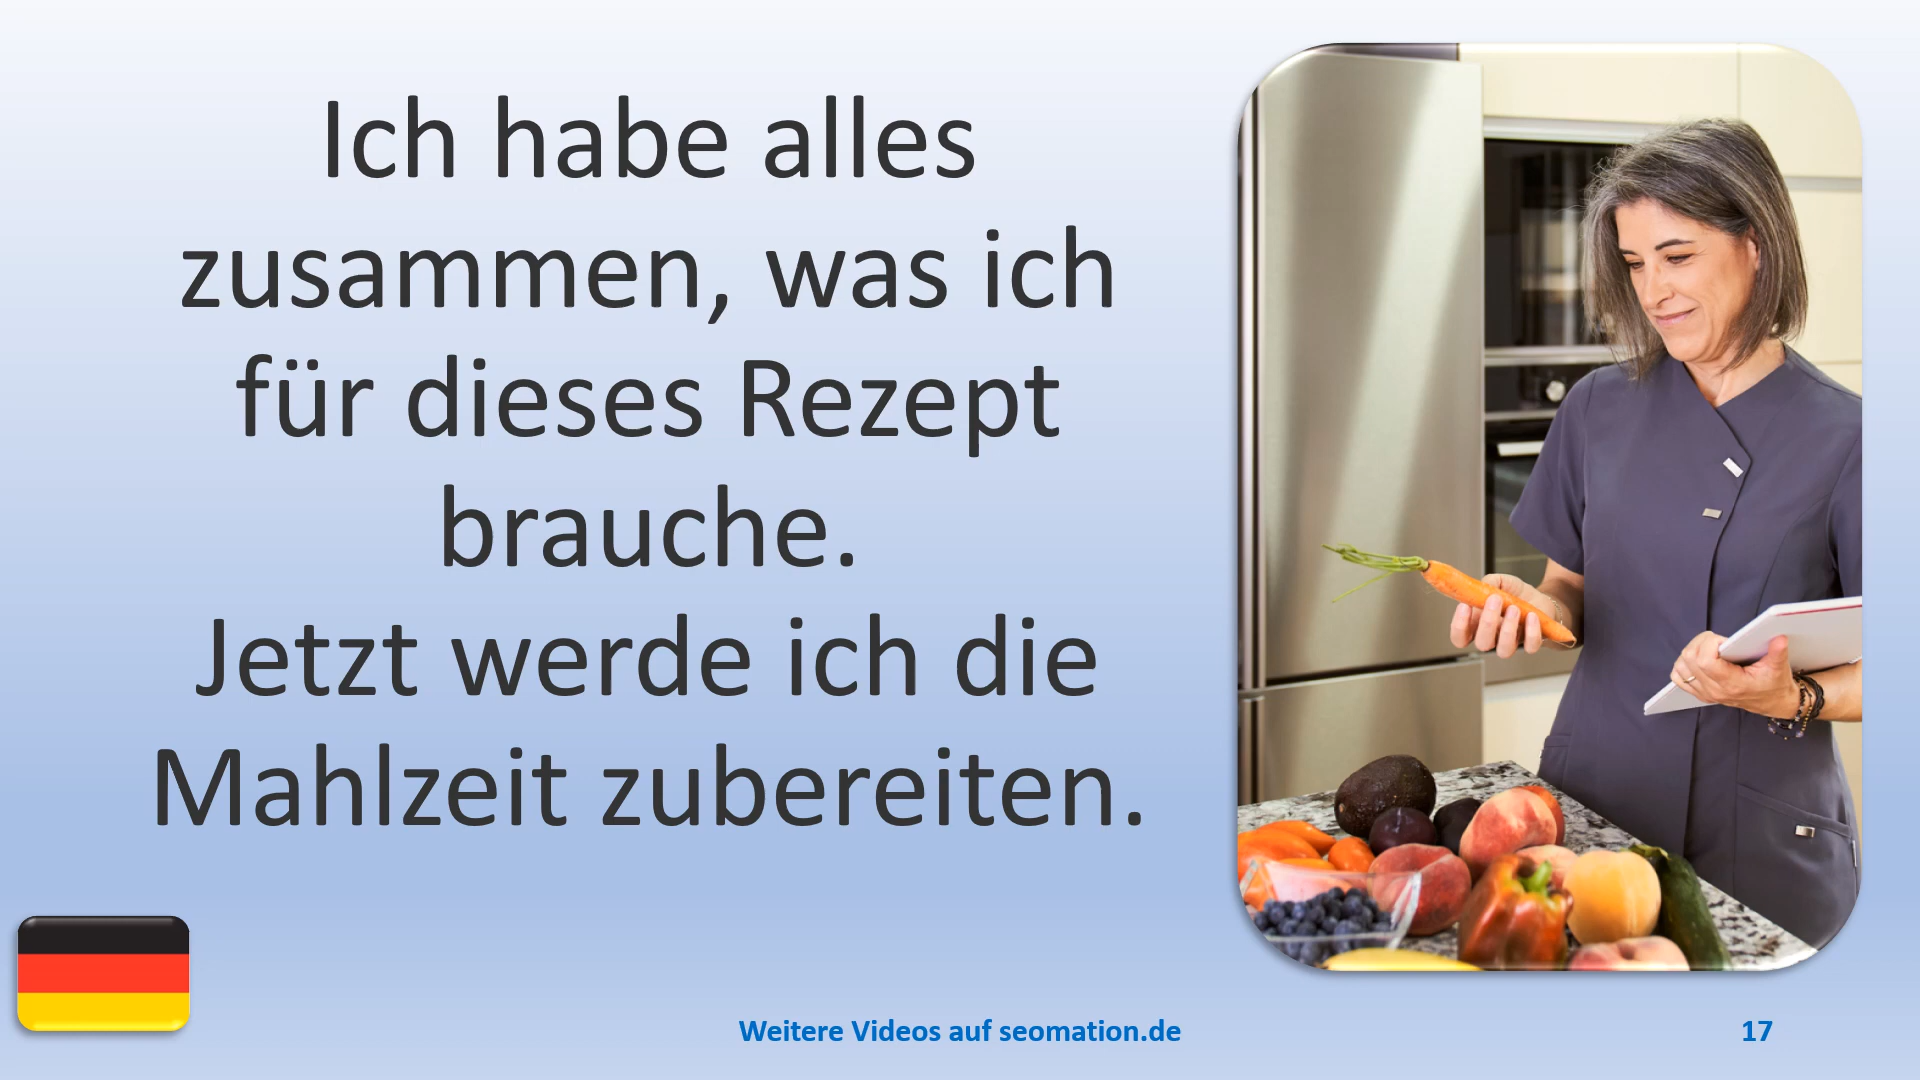 Ich habe alles
zusammen, was ich
für dieses Rezept
brauche.
Jetzt werde ich die
Mahlzeit zubereiten.
Weitere Videos auf seomation.de
17